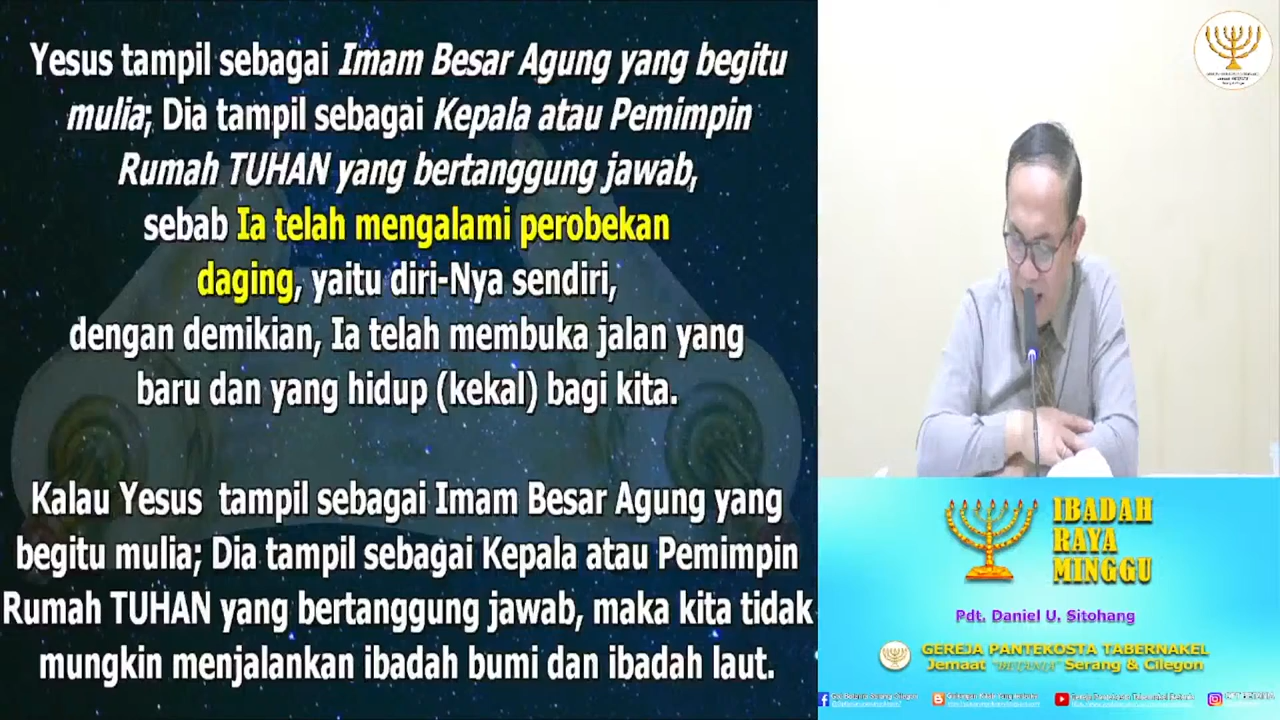 Yesus tampil sebagai Imam Besar Agung yang begitu
mulia; Dia tampil sebagai Kepala atau Pemimpin
Rumah TUHAN yang bertanggung jawab,
sebab Ia telah mengalami perobekan
daging, yaitu diri-Nya sendiri,
dengan demikian, Ia telah membuka jalan yang
baru dan yang hidup (kekal) bagi kita.
Kalau Yesus tampil sebagai Imam Besar Agung yang
begitu mulia; Dia tampil sebagai Kepala atau Pemimpin
Rumah TUHAN yang bertanggung jawab, maka kita tidak
mungkin menjalankan ibadah bumi dan ibadah laut.
IBADAH
RAYA
MINGGU
Pdt. Daniel U. Sitohang
GEREJA PANTEKOSTA TABERNAKEL
Jemaat "BETANIA" Serang & Cilegon